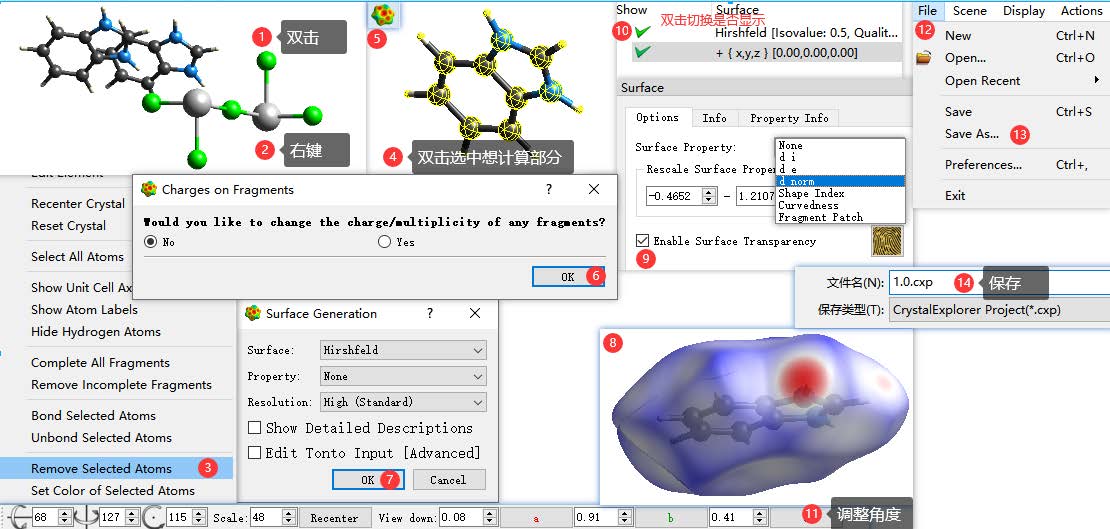 1 双击
2 右键
Edit Element
Recenter Crystal
Reset Crystal
Select All Atoms
Show Unit Cell Ax
Show Atom Labels
Hide Hydrogen Atoms
Complete All Fragments
Remove Incomplete Fragments
Bond Selected Atoms
Unbond Selected Atoms
Remove Selected Atoms 3
Set Color of Selected Atoms
5
4 双击选中想计算部分
Charges on Fragments
? ×
Would you like to change the charge/multiplicity of any fragments?
No
Yes
OK 6
Surface Generation
? ×
Surface: Hirshfeld
Property: None
Resolution: High (Standard)
Show Detailed Descriptions
Edit Tonto Input [Advanced]
OK 7
Cancel
8
Show Surface
双击切换是否显示
10 Hirshfeld [Isovalue: 0.5, Qualit...
+ { x,y,z } [0.00,0.00,0.00]
Surface
Options Info Property Info
Surface Property:
None
d i
d e
d norm
Shape Index
Curvedness
Fragment Patch
Rescale Surface Proper
-0.4652 - 1.2107
Enable Surface Transparency
9
File Scene Display Actions
12
New Ctrl+N
Open... Ctrl+O
Open Recent
Save Ctrl+S
Save As... 13
Preferences... Ctrl+,
Exit
文件名(N): 1.0.cxp 14 保存
保存类型(T): CrystalExplorer Project(*.cxp)
68 127 115 Scale: 48 Recenter View down: 0.08 a 0.91 b 0.41 11 调整角度